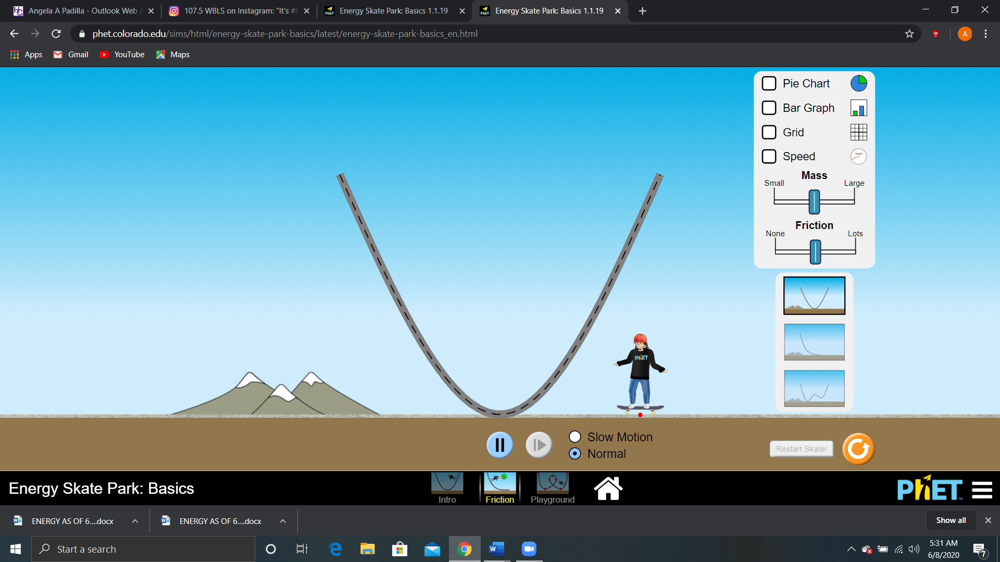 Angela A Padilla - Outlook Web A
107.5 WBLS on Instagram: “It's #
Energy Skate Park: Basics 1.1.19
Energy Skate Park: Basics 1.1.19
phet.colorado.edu/sims/html/energy-skate-park-basics/latest/energy-skate-park-basics_en.html
A
Apps
Gmail
YouTube
Maps
Pie Chart
Bar Graph
Grid
Speed
Speed
Mass
Small
Large
Friction
None
Lots
PhET
Slow Motion
Normal
Restart Skater
Energy Skate Park: Basics
Intro
Friction
Playground
PhET
ENERGY AS OF 6....docx
ENERGY AS OF 6....docx
Show all
Start a search
5:31 AM
6/8/2020
7